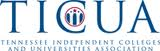 TICUA
TENNESSEE INDEPENDENT COLLEGES
AND UNIVERSITIES ASSOCIATION